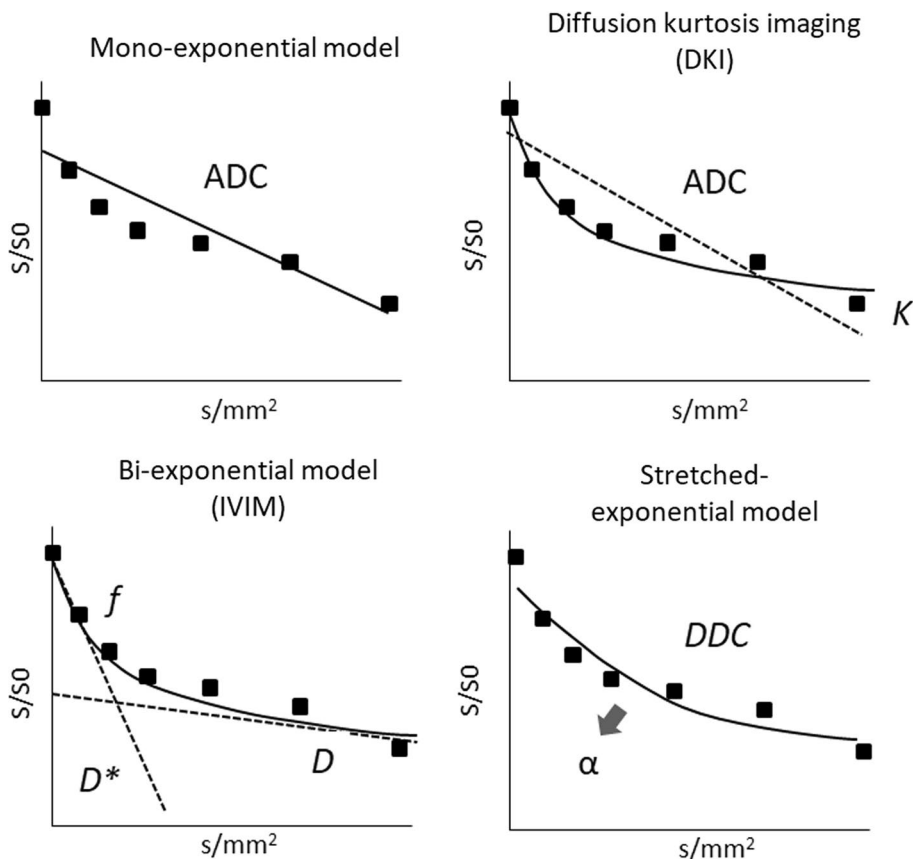 Mono-exponential model
ADC
s/s0
s/mm²
Diffusion kurtosis imaging
(DKI)
ADC
K
s/s0
s/mm²
Bi-exponential model
(IVIM)
f
D
D*
s/s0
s/mm²
Stretched-
exponential model
DDC
α
s/s0
s/mm²